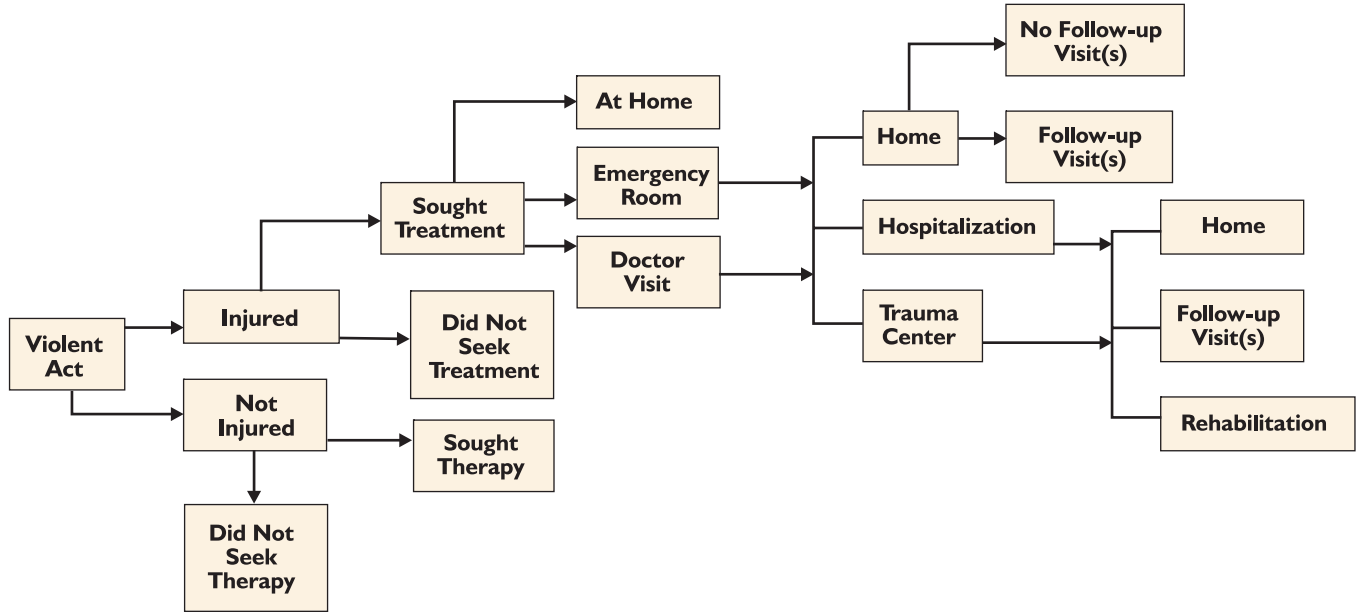 No Follow-up
Visit(s)
At Home
Home
Follow-up
Visit(s)
Emergency
Room
Sought
Treatment
Hospitalization
Home
Doctor
Visit
Injured
Did Not
Seek
Treatment
Trauma
Center
Follow-up
Visit(s)
Violent
Act
Not
Injured
Sought
Therapy
Rehabilitation
Did Not
Seek
Therapy